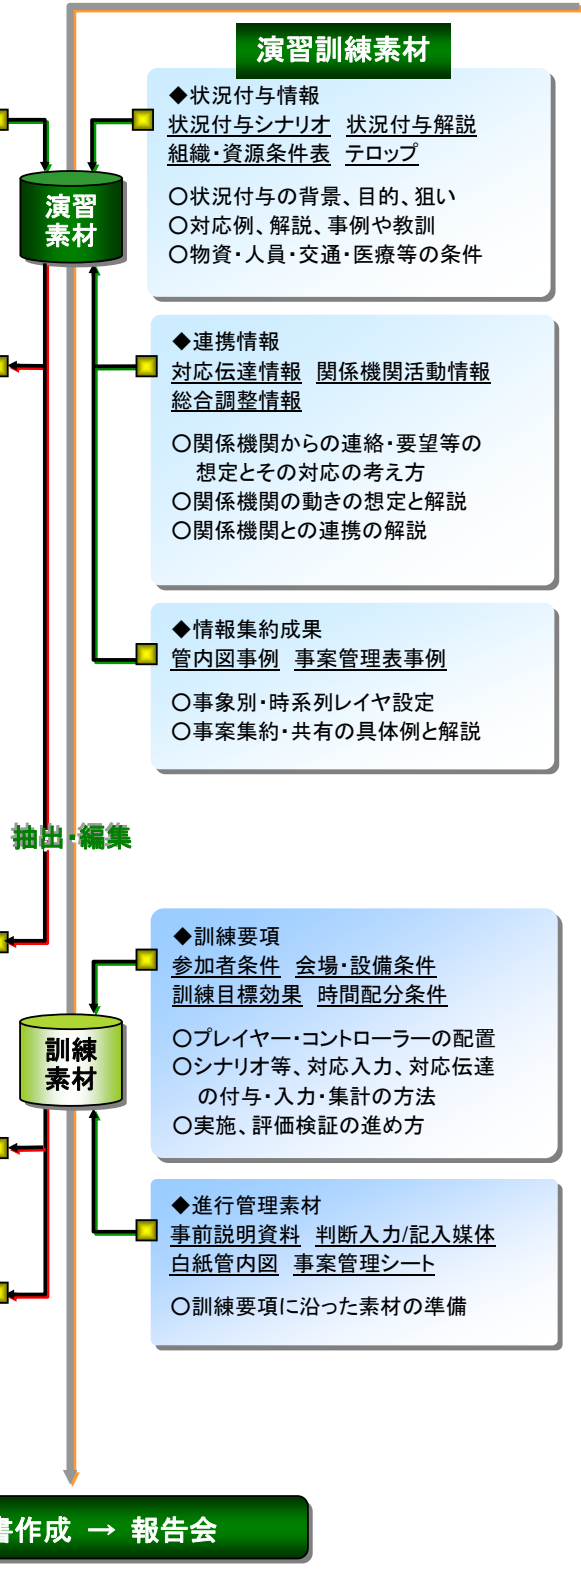 演習訓練素材
◆状況付与情報
状況付与シナリオ　状況付与解説
組織・資源条件表　テロップ
○状況付与の背景、目的、狙い
○対応例、解説、事例や教訓
○物資・人員・交通・医療等の条件
演習
素材
◆連携情報
対応伝達情報　関係機関活動情報
総合調整情報
○関係機関からの連絡・要望等の
想定とその対応の考え方
○関係機関の動きの想定と解説
○関係機関との連携の解説
◆情報集約成果
管内図事例　事案管理表事例
○事象別・時系列レイヤ設定
○事案集約・共有の具体例と解説
抽出・編集
◆訓練要項
参加者条件　会場・設備条件
訓練目標効果　時間配分条件
○プレイヤー・コントローラーの配置
○シナリオ等、対応入力、対応伝達
の付与・入力・集計の方法
○実施、評価検証の進め方
訓練
素材
◆進行管理素材
事前説明資料　判断入力/記入媒体
白紙管内図　事案管理シート
○訓練要項に沿った素材の準備
書作成 → 報告会